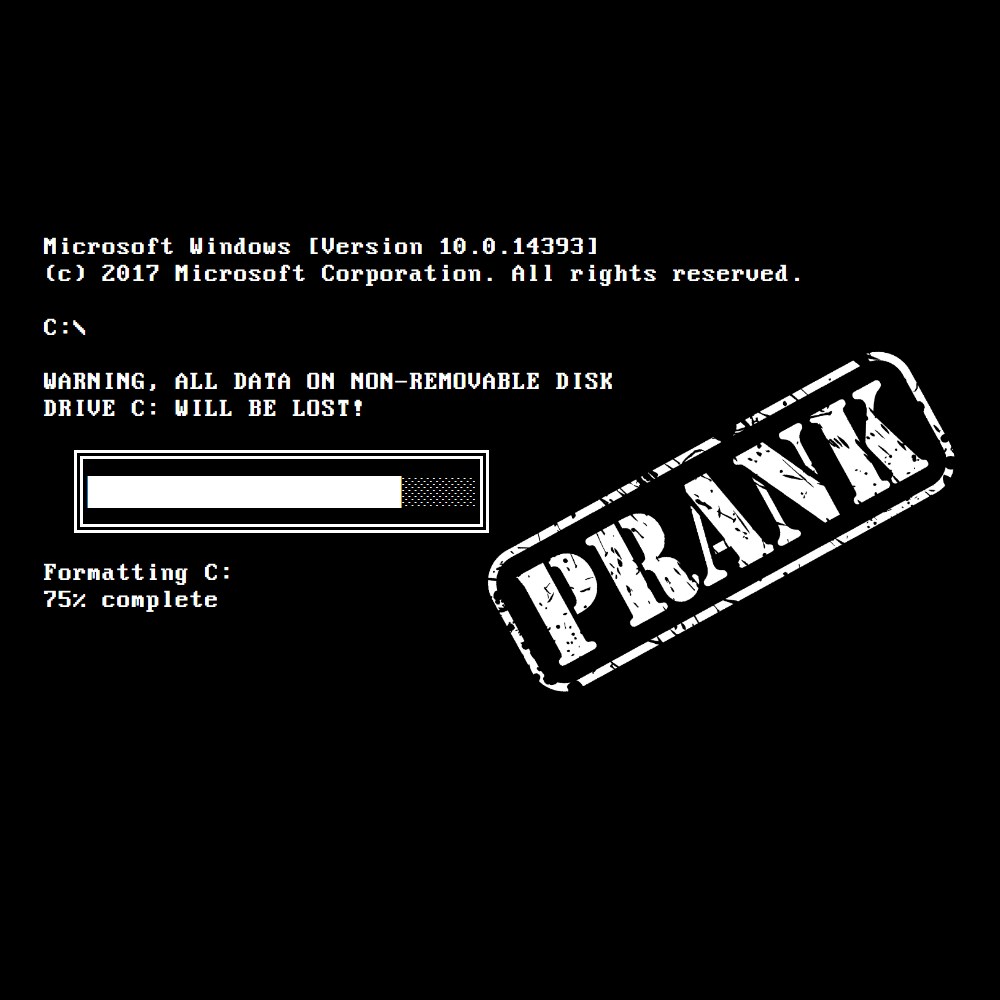 Microsoft Windows [Version 10.0.14393]
(c) 2017 Microsoft Corporation. All rights reserved.
C:\
WARNING, ALL DATA ON NON-REMOVABLE DISK
DRIVE C: WILL BE LOST!
PRANK
Formatting C:
75% complete